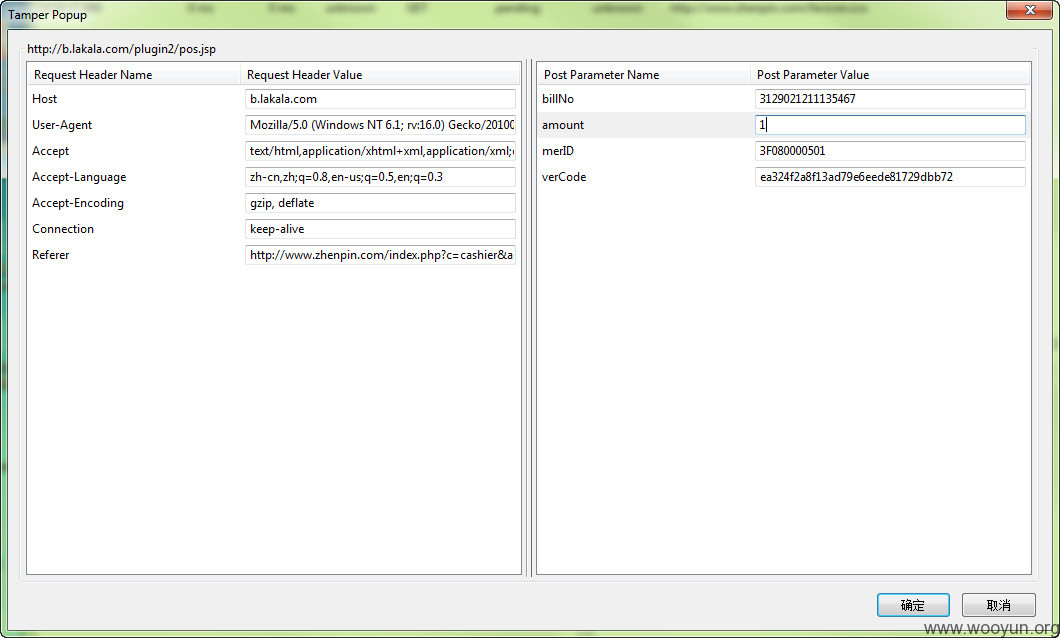 Tamper Popup
http://b.lakala.com/plugin2/pos.jsp
Request Header Name Request Header Value
Host b.lakala.com
User-Agent Mozilla/5.0 (Windows NT 6.1; rv:16.0) Gecko/20100
Accept text/html,application/xhtml+xml,application/xml;
Accept-Language zh-cn,zh;q=0.8,en-us;q=0.5,en;q=0.3
Accept-Encoding gzip, deflate
Connection keep-alive
Referer http://www.zhenpin.com/index.php?c=cashier&a
Post Parameter Name Post Parameter Value
billNo 3129021211135467
amount 1
merID 3F080000501
verCode ea324f2a8f13ad79e6eede81729dbb72
确定 取消
www.wooyun.org